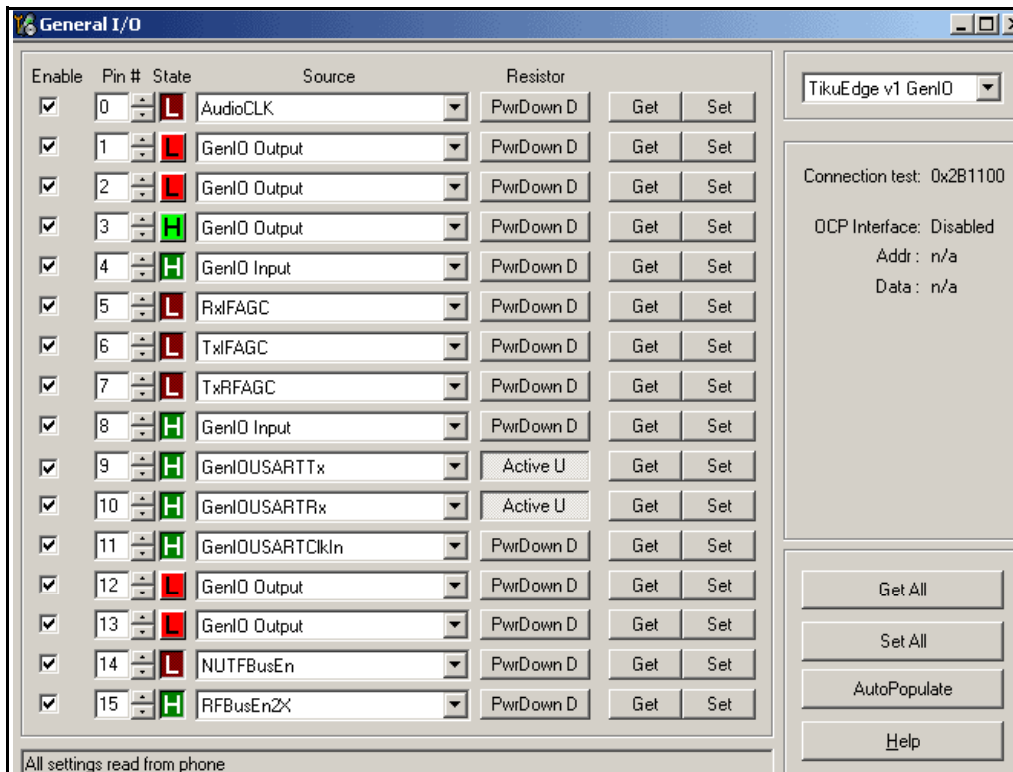 General I/O
Enable Pin # State Source Resistor
0 L AudioCLK PwrDown D Get Set
1 L GenIO Output PwrDown D Get Set
2 L GenIO Output PwrDown D Get Set
3 H GenIO Output PwrDown D Get Set
4 H GenIO Input PwrDown D Get Set
5 L RxIFAGC PwrDown D Get Set
6 L TxIFAGC PwrDown D Get Set
7 L TxRFAGC PwrDown D Get Set
8 H GenIO Input PwrDown D Get Set
9 H GenIOUSARTTx Active U Get Set
10 H GenIOUSARTRx Active U Get Set
11 H GenIOUSARTClkIn PwrDown D Get Set
12 L GenIO Output PwrDown D Get Set
13 L GenIO Output PwrDown D Get Set
14 L NUTFBusEn PwrDown D Get Set
15 H RFBusEn2X PwrDown D Get Set
All settings read from phone
TikuEdge v1 GenIO
Connection test: 0x2B1100
OCP Interface: Disabled
Addr : n/a
Data : n/a
Get All
Set All
AutoPopulate
Help